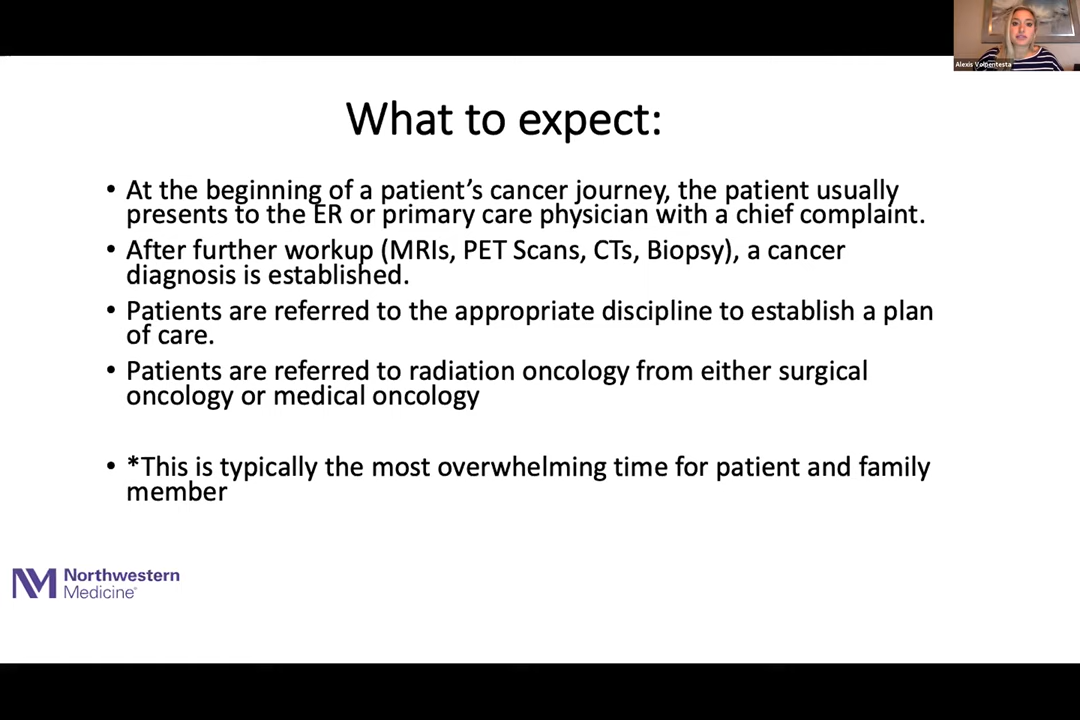 Alexis Volpentesta
What to expect:
• At the beginning of a patient’s cancer journey, the patient usually
presents to the ER or primary care physician with a chief complaint.
• After further workup (MRIs, PET Scans, CTs, Biopsy), a cancer
diagnosis is established.
• Patients are referred to the appropriate discipline to establish a plan
of care.
• Patients are referred to radiation oncology from either surgical
oncology or medical oncology
• *This is typically the most overwhelming time for patient and family
member
Northwestern
Medicine®